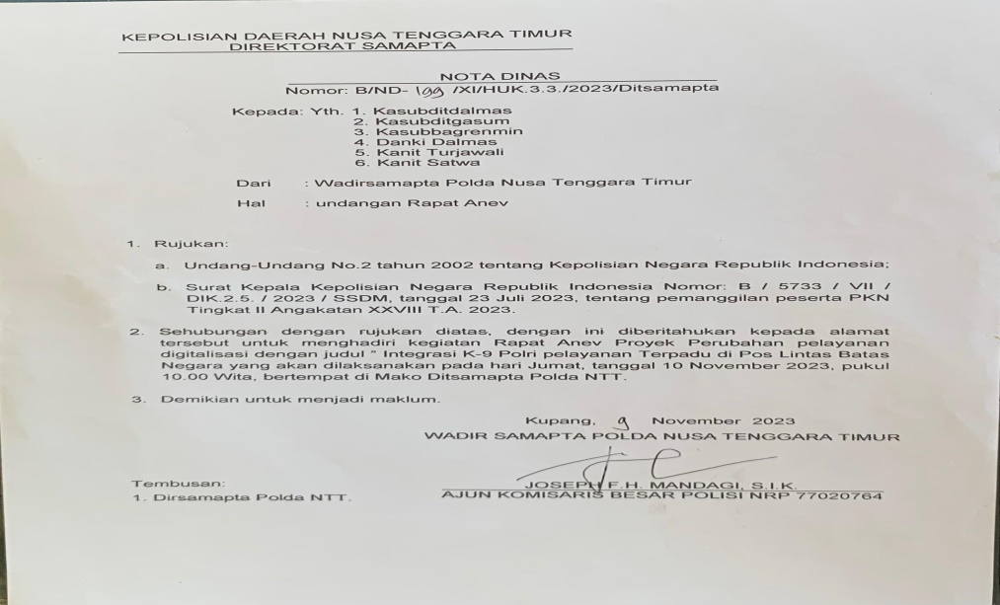 KEPOLISIAN DAERAH NUSA TENGGARA TIMUR
DIREKTORAT SAMAPTA
NOTA DINAS
Nomor: B/ND- 199 /XI/HUK.3.3./2023/Ditsamapta
Kepada: Yth. 1. Kasubditdalmas
2. Kasubditgasum
3. Kasubbagrenmin
4. Danki Dalmas
5. Kanit Turjawali
6. Kanit Satwa
Dari : Wadirsamapta Polda Nusa Tenggara Timur
Hal : undangan Rapat Anev
1. Rujukan:
a. Undang-Undang No.2 tahun 2002 tentang Kepolisian Negara Republik Indonesia;
b. Surat Kepala Kepolisian Negara Republik Indonesia Nomor: B / 5733 / VII /
DIK.2.5. / 2023 / SSDM, tanggal 23 Juli 2023, tentang pemanggilan peserta PKN
Tingkat II Angakatan XXVIII T.A. 2023.
2. Sehubungan dengan rujukan diatas, dengan ini diberitahukan kepada alamat
tersebut untuk menghadiri kegiatan Rapat Anev Proyek Perubahan pelayanan
digitalisasi dengan judul " Integrasi K-9 Polri pelayanan Terpadu di Pos Lintas Batas
Negara yang akan dilaksanakan pada hari Jumat, tanggal 10 November 2023, pukul
10.00 Wita, bertempat di Mako Ditsamapta Polda NTT.
3. Demikian untuk menjadi maklum.
Kupang, 9 November 2023
WADIR SAMAPTA POLDA NUSA TENGGARA TIMUR
JOSEPH F.H. MANDAGI, S.I.K.
AJUN KOMISARIS BESAR POLISI NRP 77020764
Tembusan:
1. Dirsamapta Polda NTT.